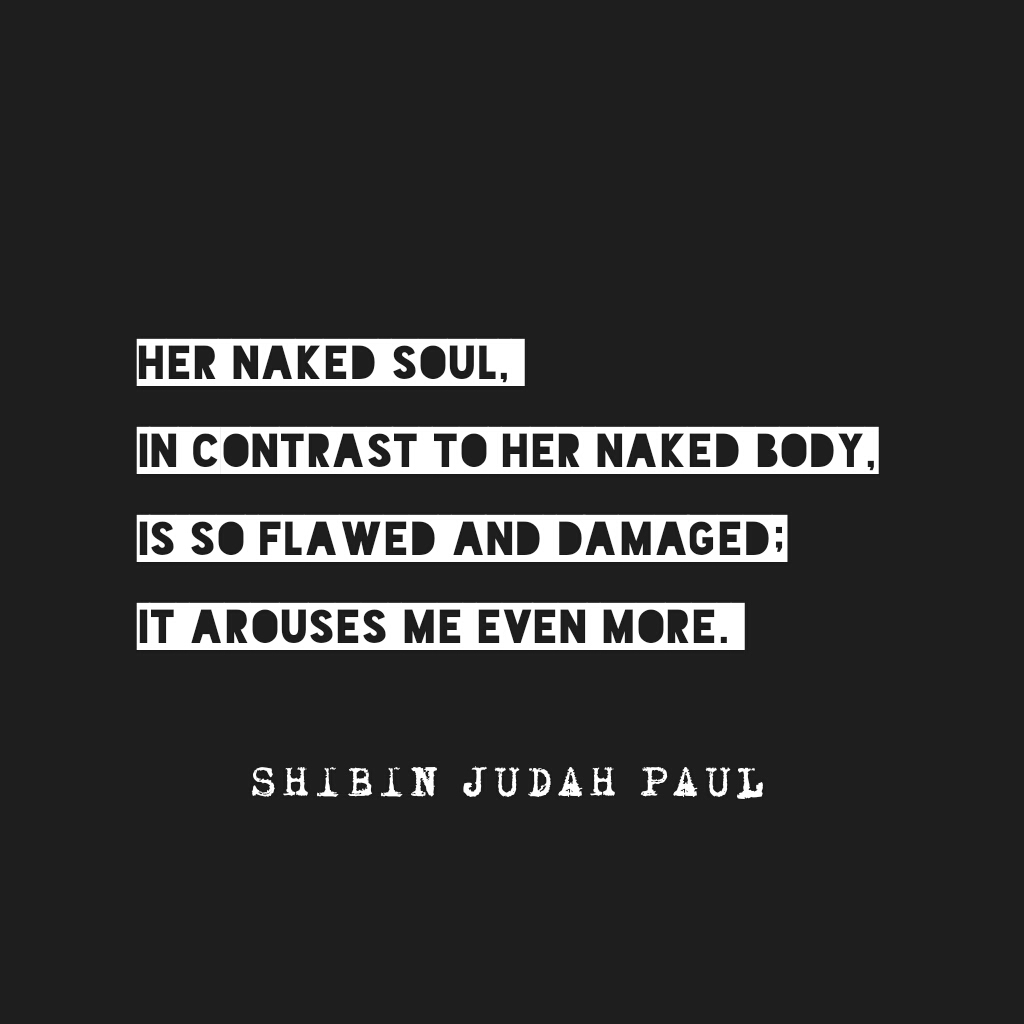 HER NAKED SOUL,
IN CONTRAST TO HER NAKED BODY,
IS SO FLAWED AND DAMAGED;
IT AROUSES ME EVEN MORE.
SHIBIN JUDAH PAUL